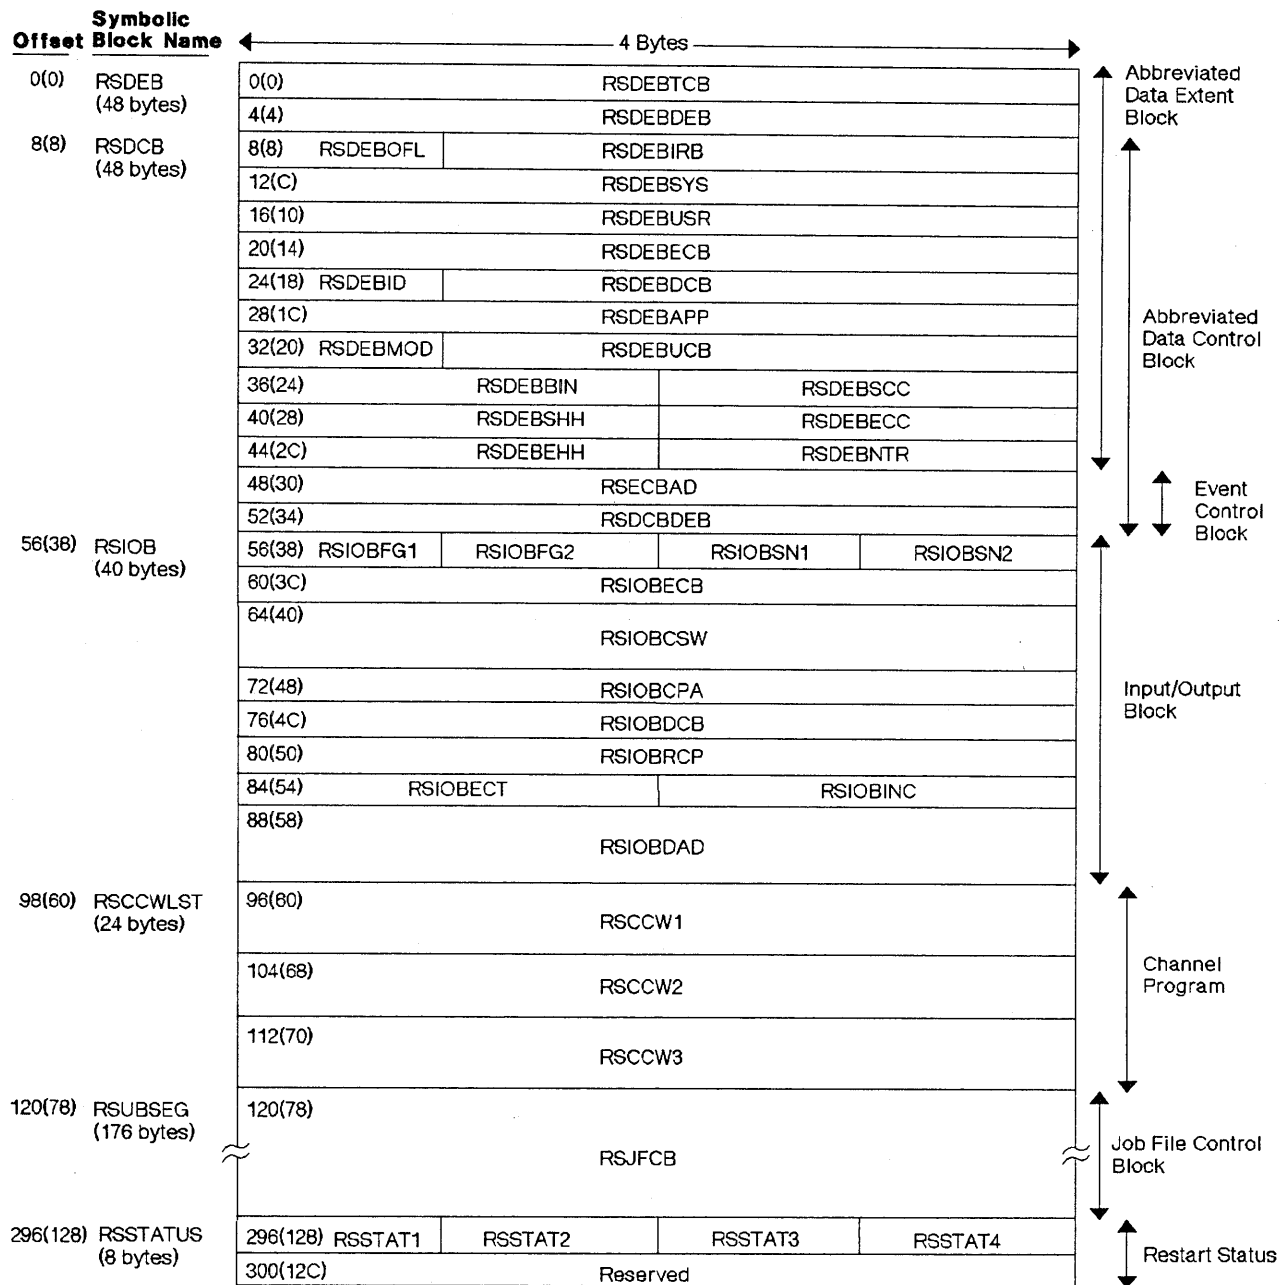 Symbolic
Offset Block Name
4 Bytes
0(0) RSDEB
(48 bytes)
0(0) RSDEBTCB
Abbreviated
Data Extent
Block
4(4) RSDEBDEB
8(8) RSDCB
(48 bytes)
8(8) RSDEBOFL RSDEBIRB
12(C) RSDEBSYS
16(10) RSDEBUSR
20(14) RSDEBECB
24(18) RSDEBID RSDEBDCB
28(1C) RSDEBAPP
Abbreviated
Data Control
Block
32(20) RSDEBMOD RSDEBUCB
36(24) RSDEBBIN RSDEBSCC
40(28) RSDEBSHH RSDEBECC
44(2C) RSDEBEHH RSDEBNTR
48(30) RSECBAD
Event
Control
Block
52(34) RSDCBDEB
56(38) RSIOB
(40 bytes)
56(38) RSIOBFG1 RSIOBFG2 RSIOBSN1 RSIOBSN2
60(3C) RSIOBECB
64(40) RSIOBCSW
72(48) RSIOBCPA
Input/Output
Block
76(4C) RSIOBDCB
80(50) RSIOBRCP
84(54) RSIOBECT RSIOBINC
88(58) RSIOBDAD
98(60) RSCCWLST
(24 bytes)
96(60) RSCCW1
104(68) RSCCW2
Channel
Program
112(70) RSCCW3
120(78) RSUBSEG
(176 bytes)
120(78) RSJFCB
Job File Control
Block
296(128) RSSTATUS
(8 bytes)
296(128) RSSTAT1 RSSTAT2 RSSTAT3 RSSTAT4
Restart Status
300(12C) Reserved